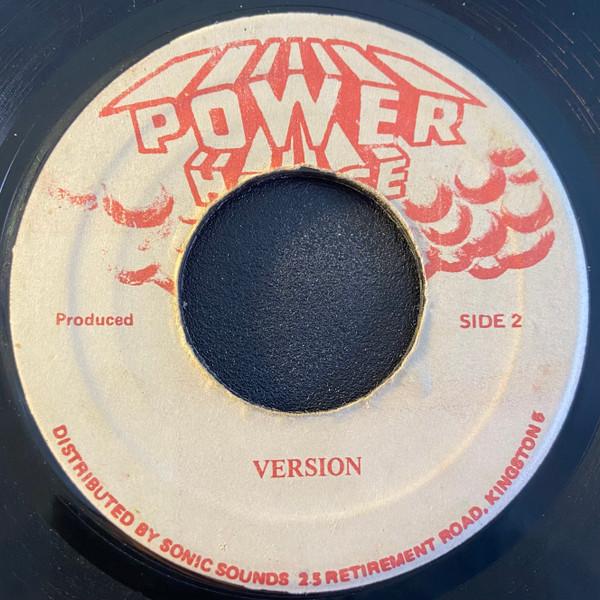 POWER
HOUSE
Produced
SIDE 2
VERSION
DISTRIBUTED BY SONIC SOUNDS 25 RETIREMENT ROAD, KINGSTON 5